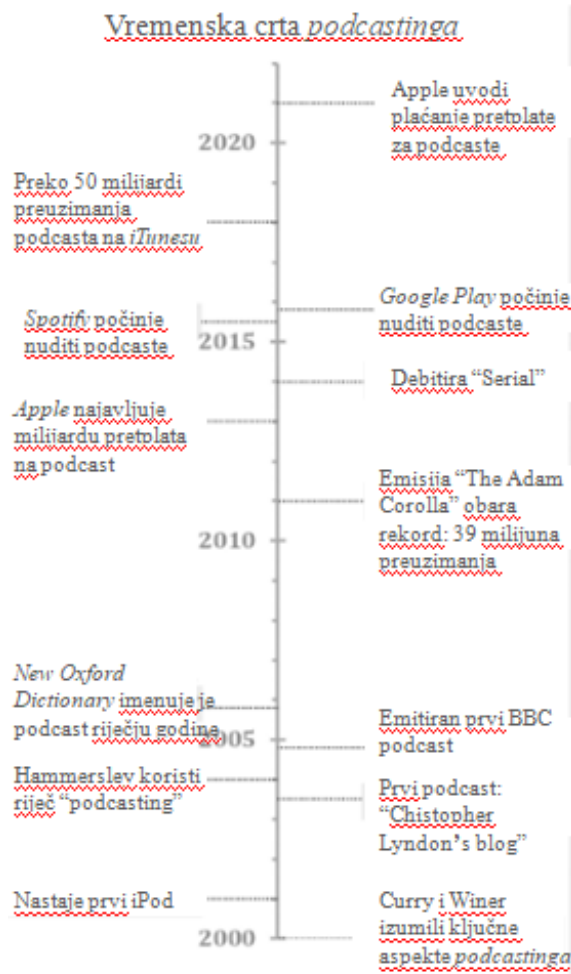 Vremenska crta podcastinga
Apple uvodi
plaćanje pretplate
za podcaste
2020
Preko 50 milijardi
preuzimanja
podcasta na iTunesu
Google Play počinje
nuditi podcaste
Spotify počinje
nuditi podcaste
2015
Debitira “Serial”
Apple najavljuje
milijardu pretplata
na podcast
Emisija “The Adam
Corolla” obara
rekord: 39 milijuna
preuzimanja
2010
New Oxford
Dictionary imenuje je
podcast riječju godine
2005
Emitiran prvi BBC
podcast
Hammerslev koristi
riječ “podcasting”
Prvi podcast:
“Chistopher
Lyndon’s blog”
Nastaje prvi iPod
Curry i Winer
izumili ključne
aspekte podcastinga
2000